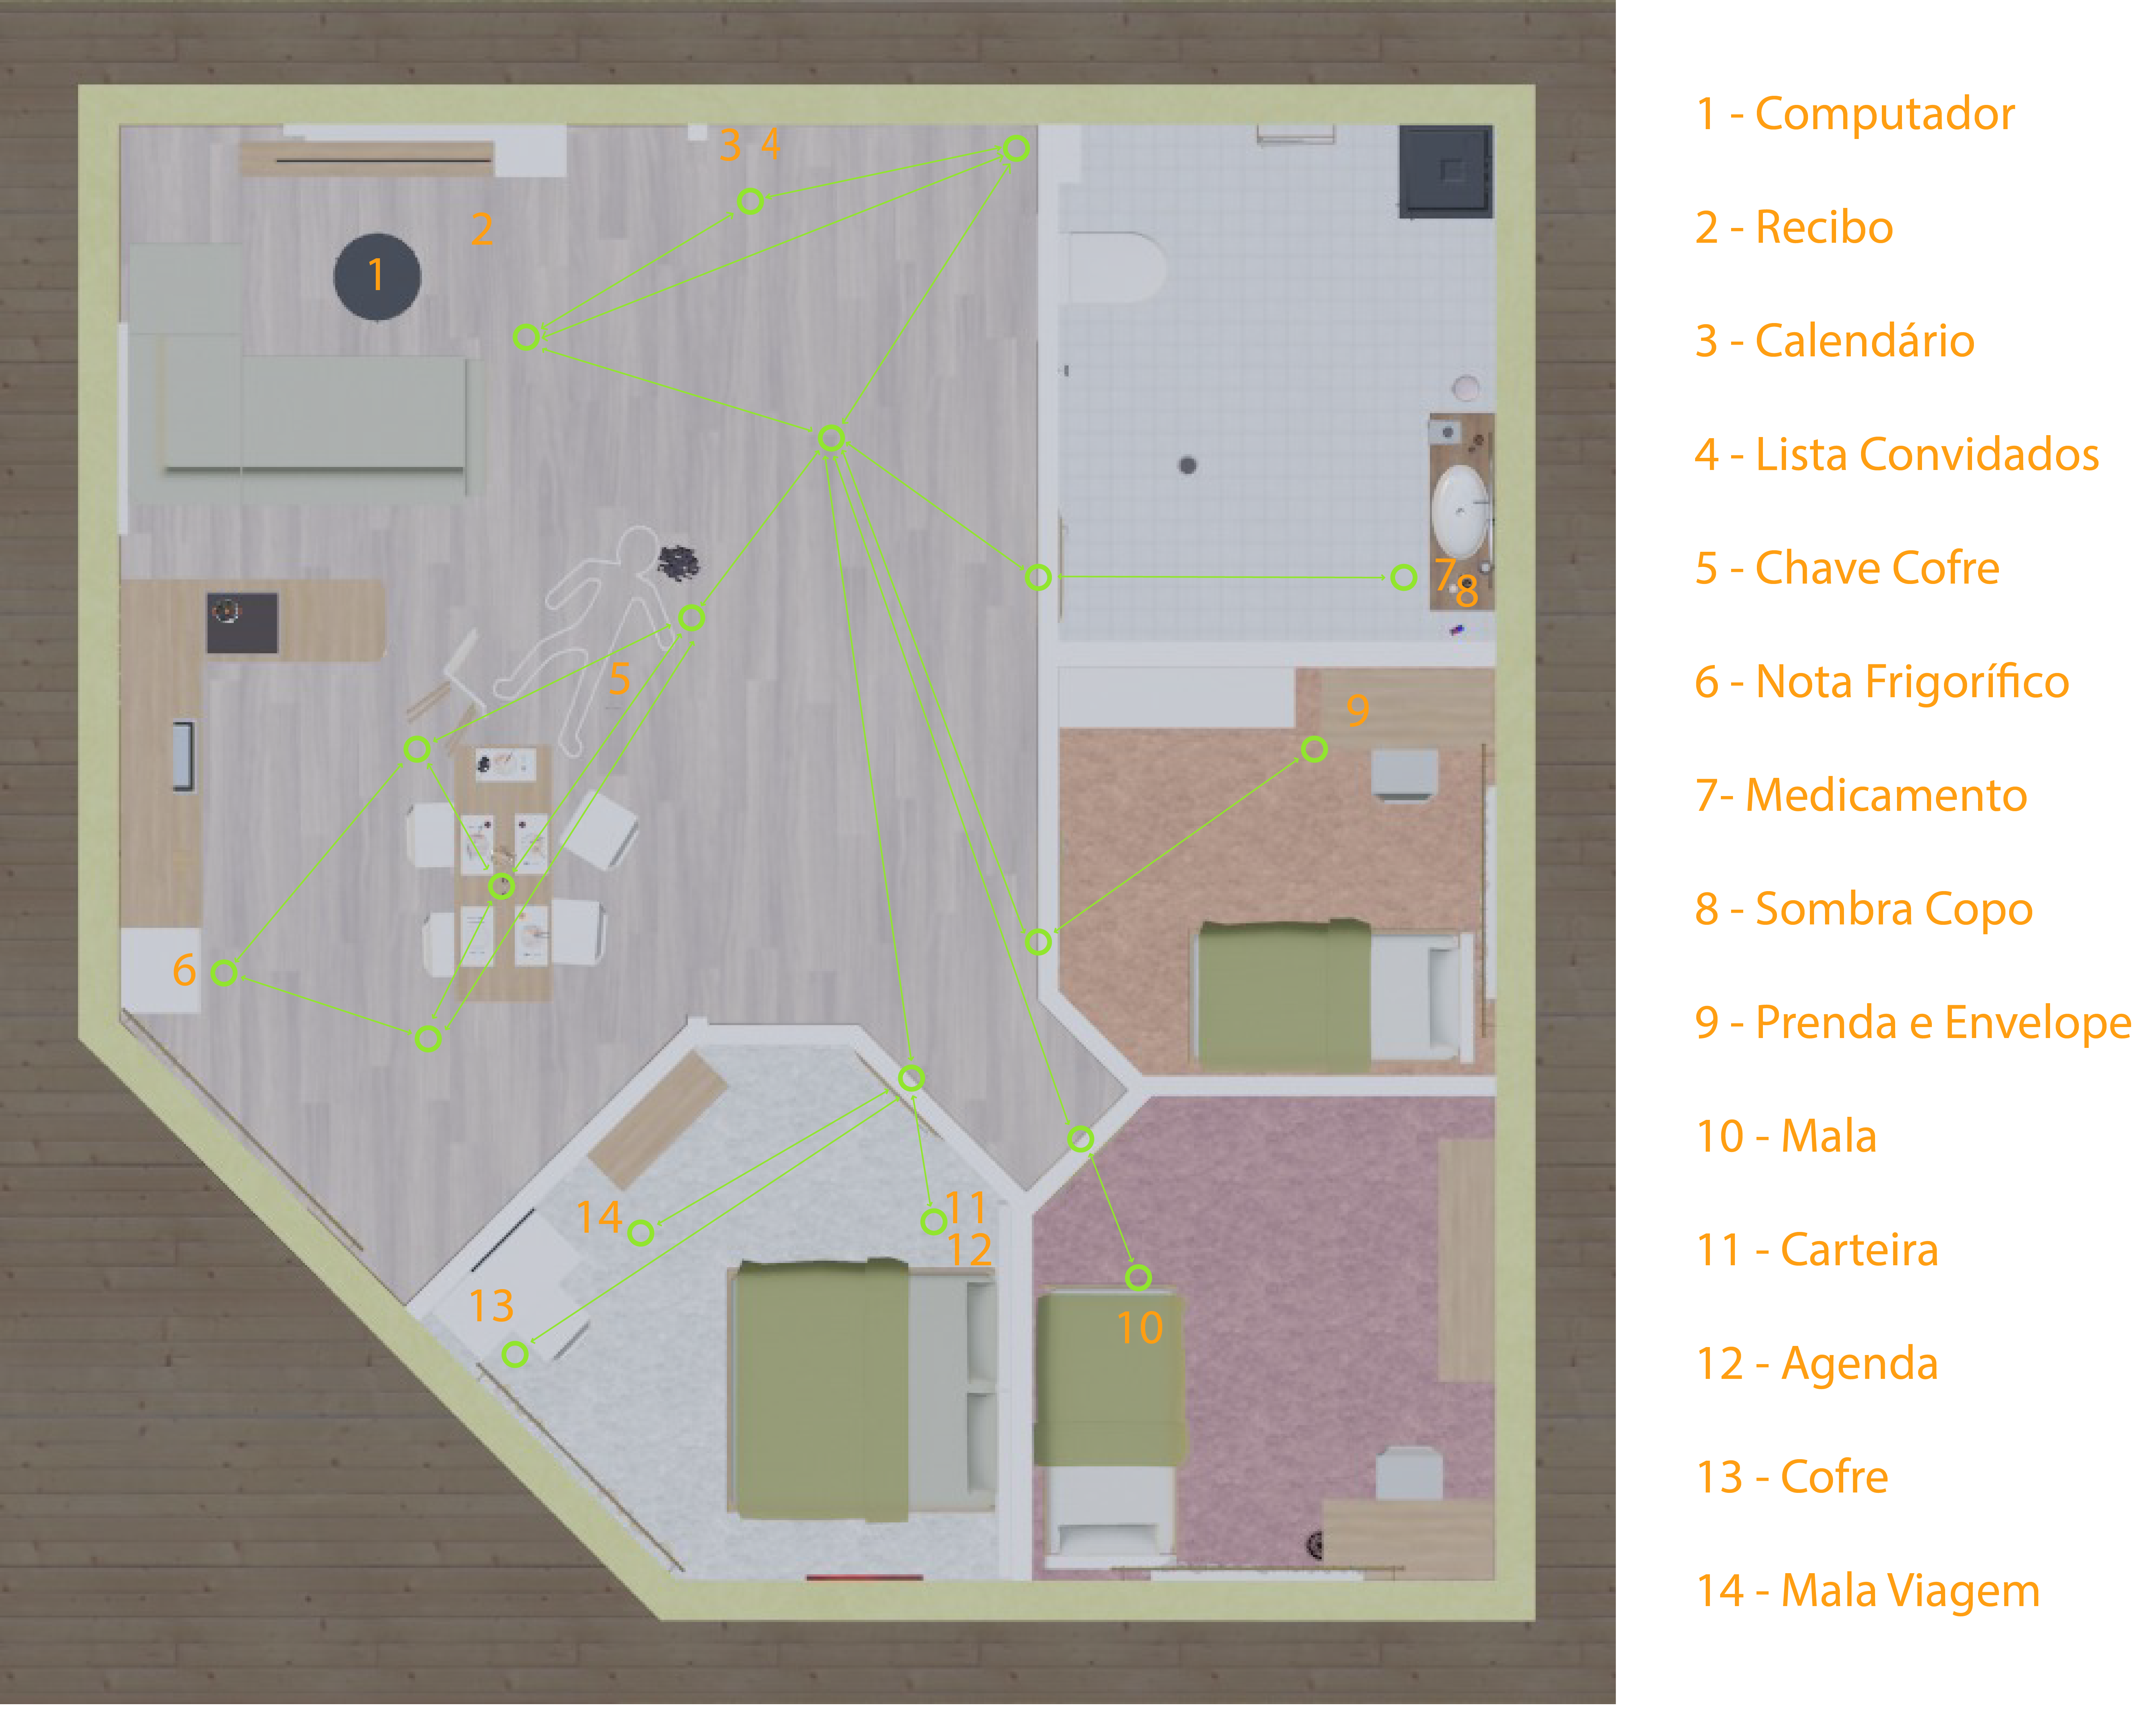 3 4
2
1
5
6
7
8
9
14
11
12
13
10
1 - Computador
2 - Recibo
3 - Calendário
4 - Lista Convidados
5 - Chave Cofre
6 - Nota Frigorífico
7- Medicamento
8 - Sombra Copo
9 - Prenda e Envelope
10 - Mala
11 - Carteira
12 - Agenda
13 - Cofre
14 - Mala Viagem